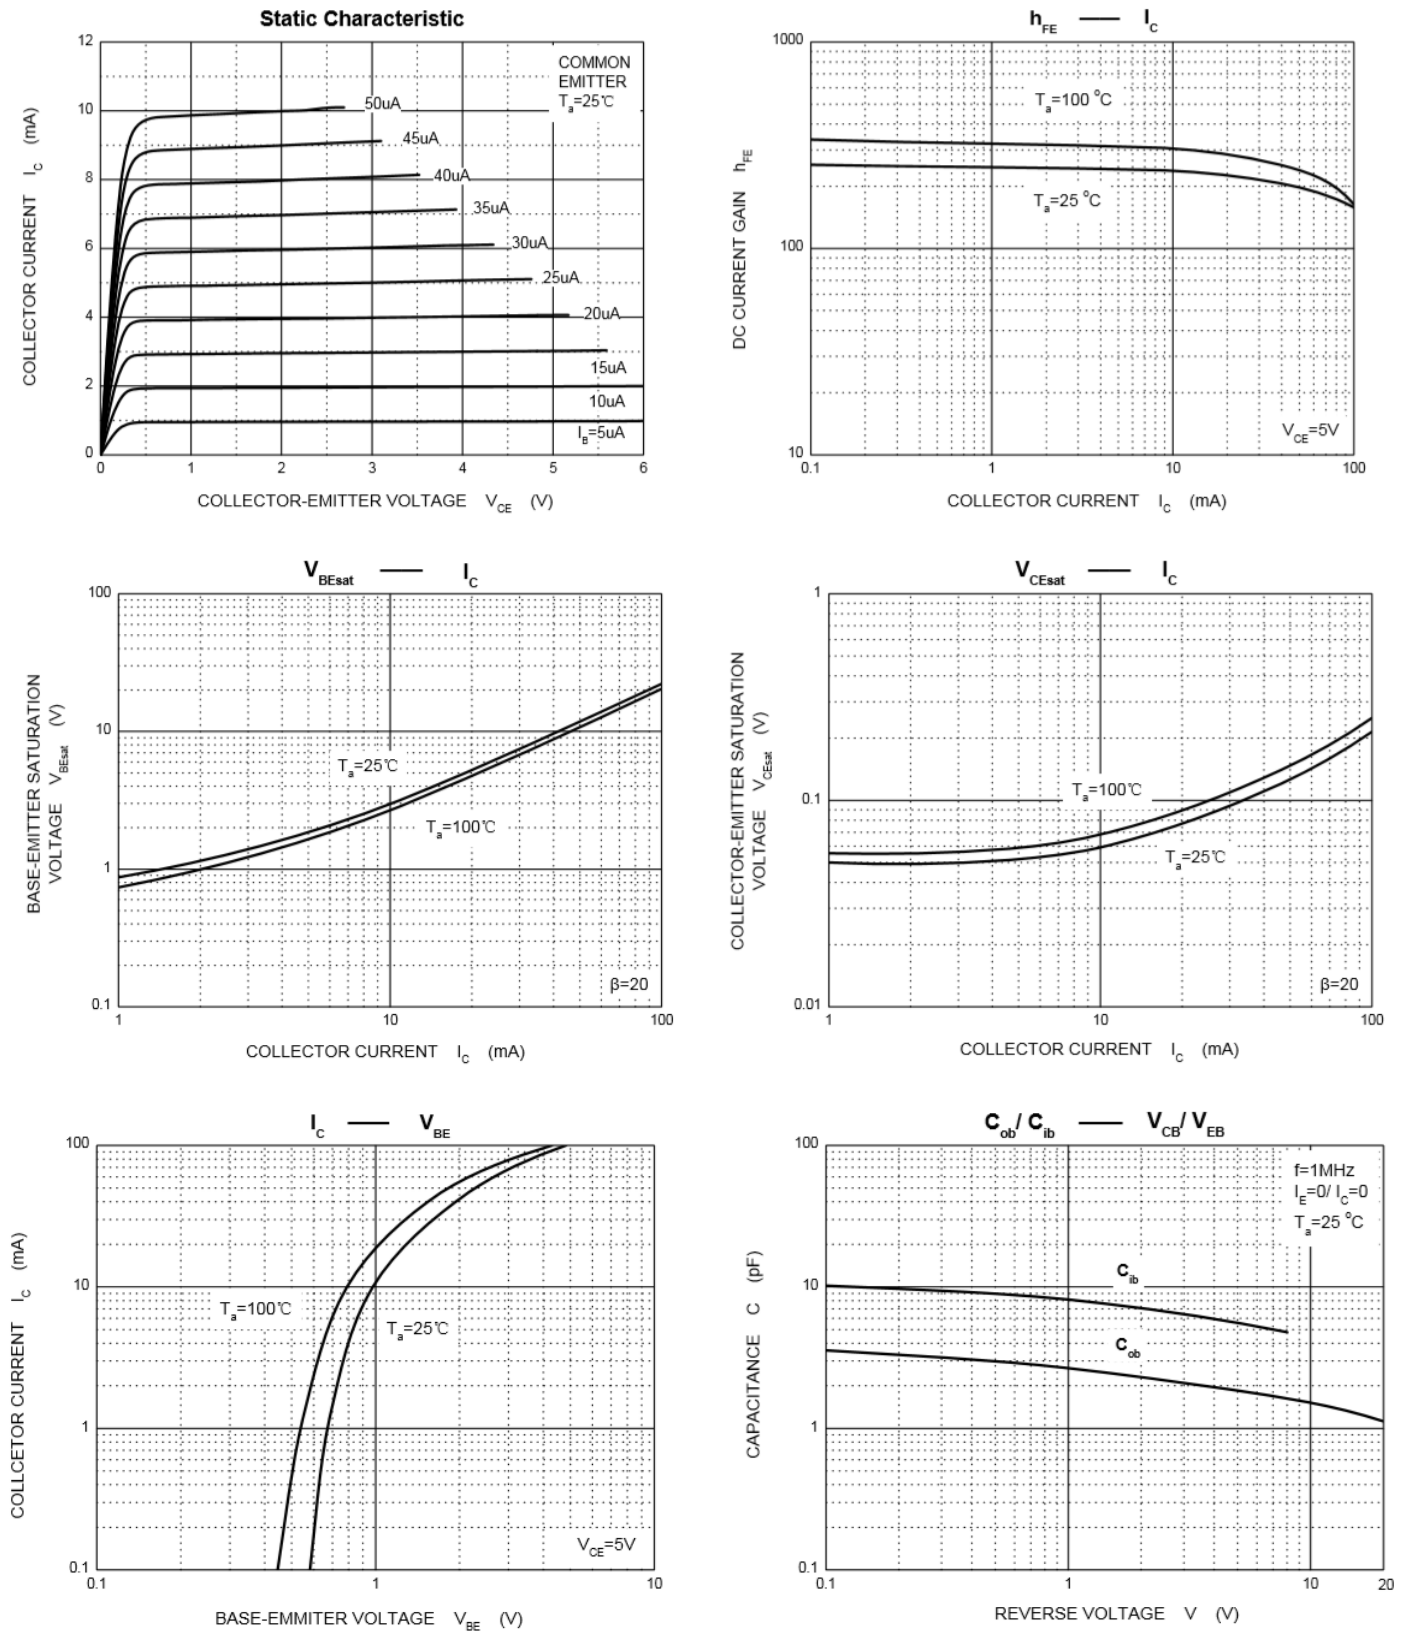 Static Characteristic
12
10
8
6
4
2
0
0 1 2 3 4 5 6
COMMON
EMITTER
Ta=25℃
50uA
45uA
40uA
35uA
30uA
25uA
20uA
15uA
10uA
IB=5uA
COLLECTOR CURRENT IC (mA)
COLLECTOR-EMITTER VOLTAGE VCE (V)
hFE —— IC
1000
100
10
0.1 1 10 100
Ta=100 °C
Ta=25 °C
VCE=5V
DC CURRENT GAIN hFE
COLLECTOR CURRENT IC (mA)
VBEsat —— IC
100
10
1
0.1
1 10 100
Ta=25℃
Ta=100℃
β=20
BASE-EMITTER SATURATION
VOLTAGE VBEsat (V)
COLLECTOR CURRENT IC (mA)
VCEsat —— IC
1
0.1
0.01
1 10 100
Ta=100℃
Ta=25℃
β=20
COLLECTOR-EMITTER SATURATION
VOLTAGE VCEsat (V)
COLLECTOR CURRENT IC (mA)
IC —— VBE
100
10
1
0.1
0.1 1 10
Ta=100℃
Ta=25℃
VCE=5V
COLLCETOR CURRENT IC (mA)
BASE-EMMITER VOLTAGE VBE (V)
Cob/ Cib —— VCB/ VEB
100
10
1
0.1
0.1 1 10 20
f=1MHz
IE=0/ IC=0
Ta=25 °C
Cib
Cob
CAPACITANCE C (pF)
REVERSE VOLTAGE V (V)